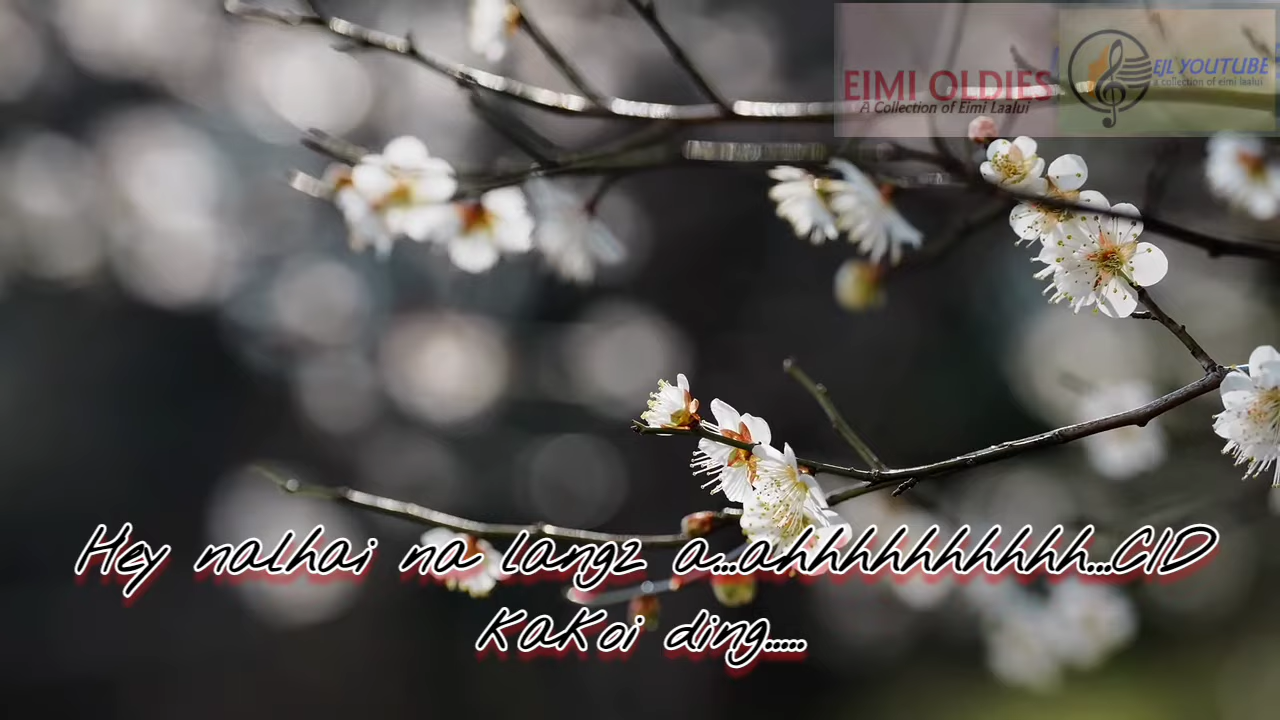 EIMI OLDIES
A Collection of Eimi Laalui
EJL YOUTUBE
a collection of eimi laalui
Hey nalhai na langz a...ahhhhhhhhhhh...CID
KaKoi ding.....